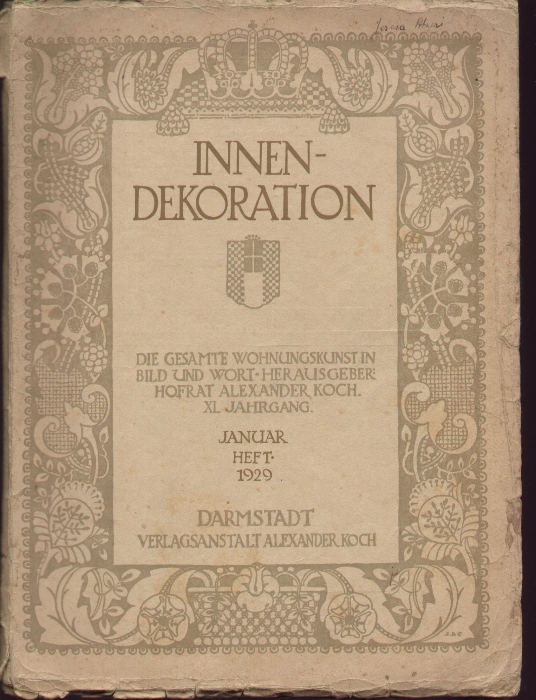 INNEN-
DEKORATION
DIE GESAMTE WOHNUNGSKUNST IN
BILD UND WORT · HERAUSGEBER:
HOFRAT ALEXANDER KOCH.
XL JAHRGANG.
JANUAR
HEFT·
1929
DARMSTADT
VERLAGSANSTALT ALEXANDER KOCH